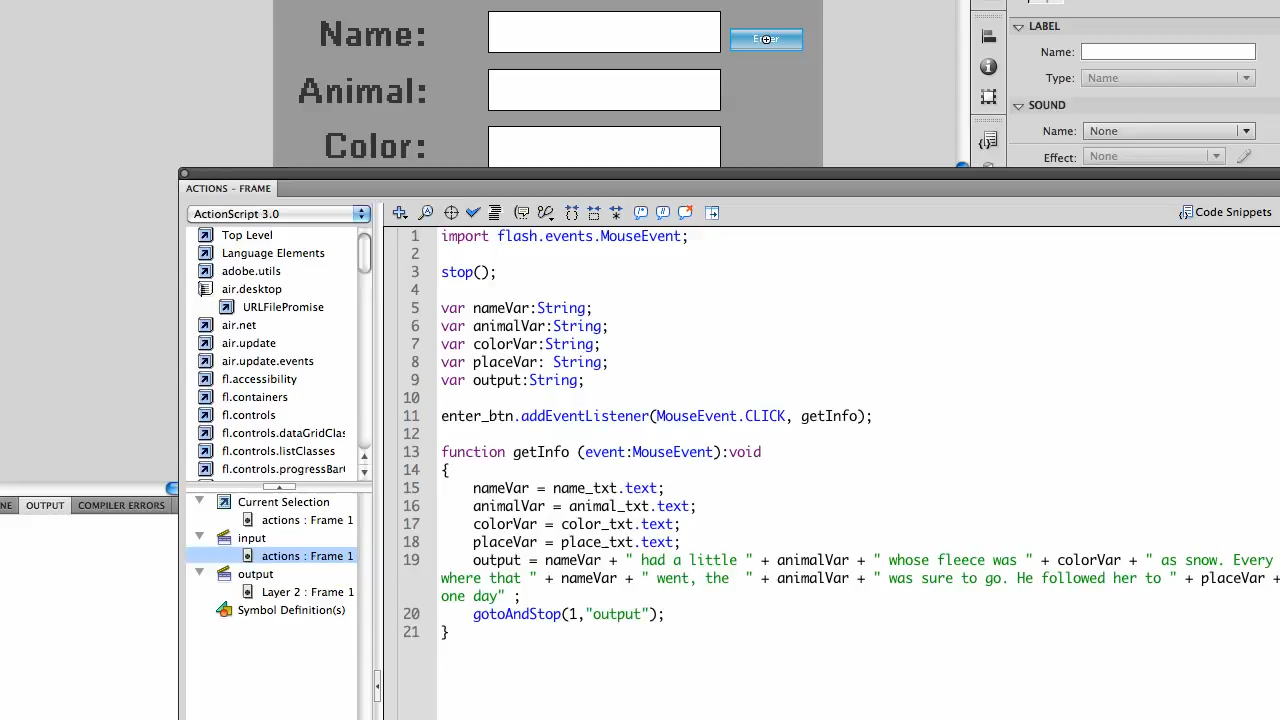 Name:
Animal:
Color:
LABEL
Name:
Type: Name
SOUND
Name: None
Effect: None
ACTIONS - FRAME
ActionScript 3.0
Code Snippets
Top Level
Language Elements
adobe.utils
air.desktop
URLFilePromise
air.net
air.update
air.update.events
fl.accessibility
fl.containers
fl.controls
fl.controls.dataGridClas
fl.controls.listClasses
fl.controls.progressBar
Current Selection
actions : Frame 1
input
actions : Frame 1
output
Layer 2 : Frame 1
Symbol Definition(s)
NE OUTPUT COMPILER ERRORS
1 import flash.events.MouseEvent;
2
3 stop();
4
5 var nameVar:String;
6 var animalVar:String;
7 var colorVar:String;
8 var placeVar: String;
9 var output:String;
10
11 enter_btn.addEventListener(MouseEvent.CLICK, getInfo);
12
13 function getInfo (event:MouseEvent):void
14 {
15 nameVar = name_txt.text;
16 animalVar = animal_txt.text;
17 colorVar = color_txt.text;
18 placeVar = place_txt.text;
19 output = nameVar + " had a little " + animalVar + " whose fleece was " + colorVar + " as snow. Every
where that " + nameVar + " went, the  " + animalVar + " was sure to go. He followed her to " + placeVar +
one day" ;
20 gotoAndStop(1,"output");
21 }